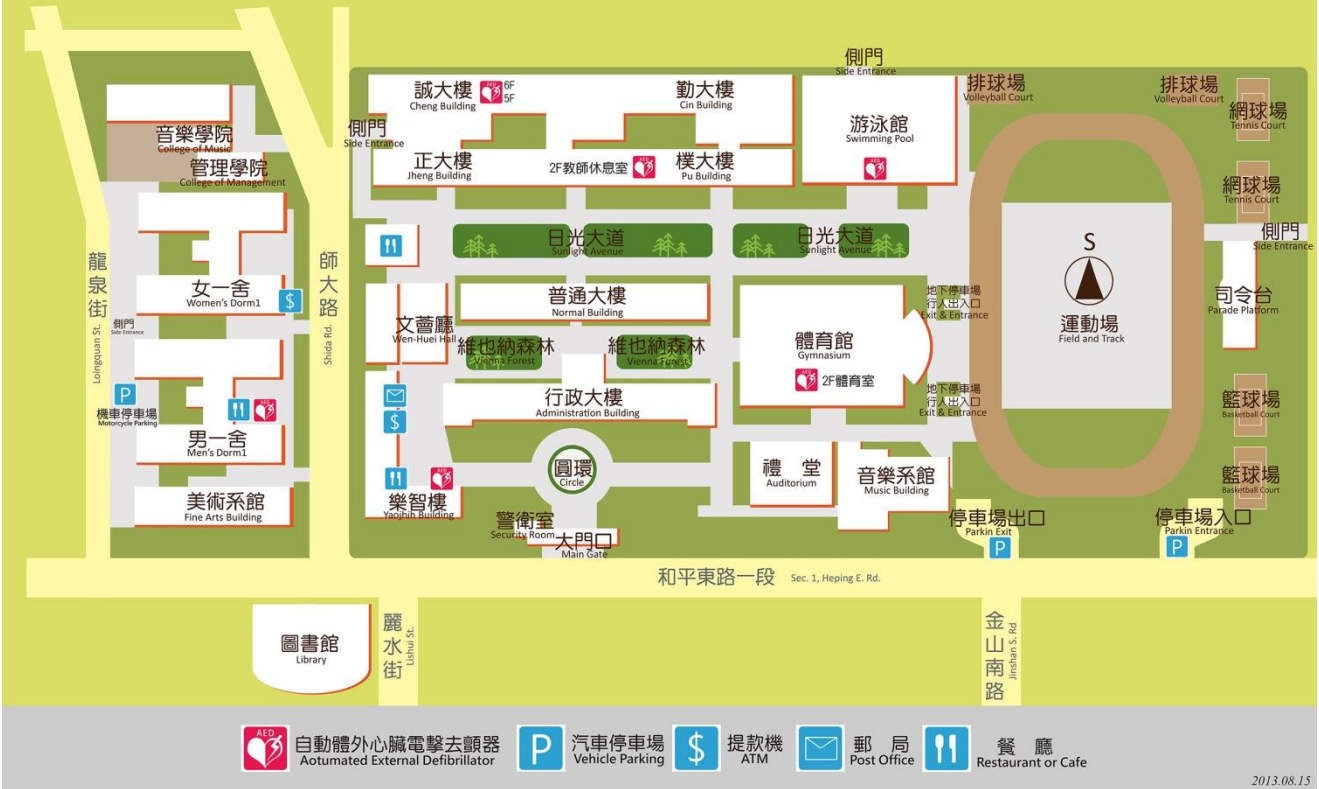 側門
Side Entrance
誠大樓
Cheng Building
AED
6F
5F
勤大樓
Cin Building
排球場
Volleyball Court
排球場
Volleyball Court
網球場
Tennis Court
音樂學院
College of Music
管理學院
College of Management
側門
Side Entrance
正大樓
Jheng Building
2F教師休息室
AED
樸大樓
Pu Building
游泳館
Swimming Pool
AED
網球場
Tennis Court
側門
Side Entrance
龍泉街
Loingquan St.
師大路
Shida Rd.
日光大道
Sunlight Avenue
日光大道
Sunlight Avenue
S
運動場
Field and Track
司令台
Parade Platform
女一舍
Women's Dorm1
$
側門
Side Entrance
文薈廳
Wen-Huei Hall
普通大樓
Normal Building
維也納森林
Vienna Forest
維也納森林
Vienna Forest
體育館
Gymnasium
AED
2F體育室
地下停車場
行人出入口
Exit & Entrance
地下停車場
行人出入口
Exit & Entrance
P
機車停車場
Motorcycle Parking
AED
男一舍
Men's Dorm1
$
行政大樓
Administration Building
籃球場
Basketball Court
籃球場
Basketball Court
美術系館
Fine Arts Building
AED
樂智樓
Yaojhih Building
圓環
Circle
禮 堂
Auditorium
音樂系館
Music Building
警衛室
Security Room
大門口
Main Gate
停車場出口
Parkin Exit
P
停車場入口
Parkin Entrance
P
和平東路一段 Sec. 1, Heping E. Rd.
圖書館
Library
麗水街
Lishui St.
金山南路
Jinshan S. Rd
AED
自動體外心臟電擊去顫器
Aotumated External Defibrillator
P
汽車停車場
Vehicle Parking
$
提款機
ATM
郵 局
Post Office
餐 廳
Restaurant or Cafe
2013.08.15